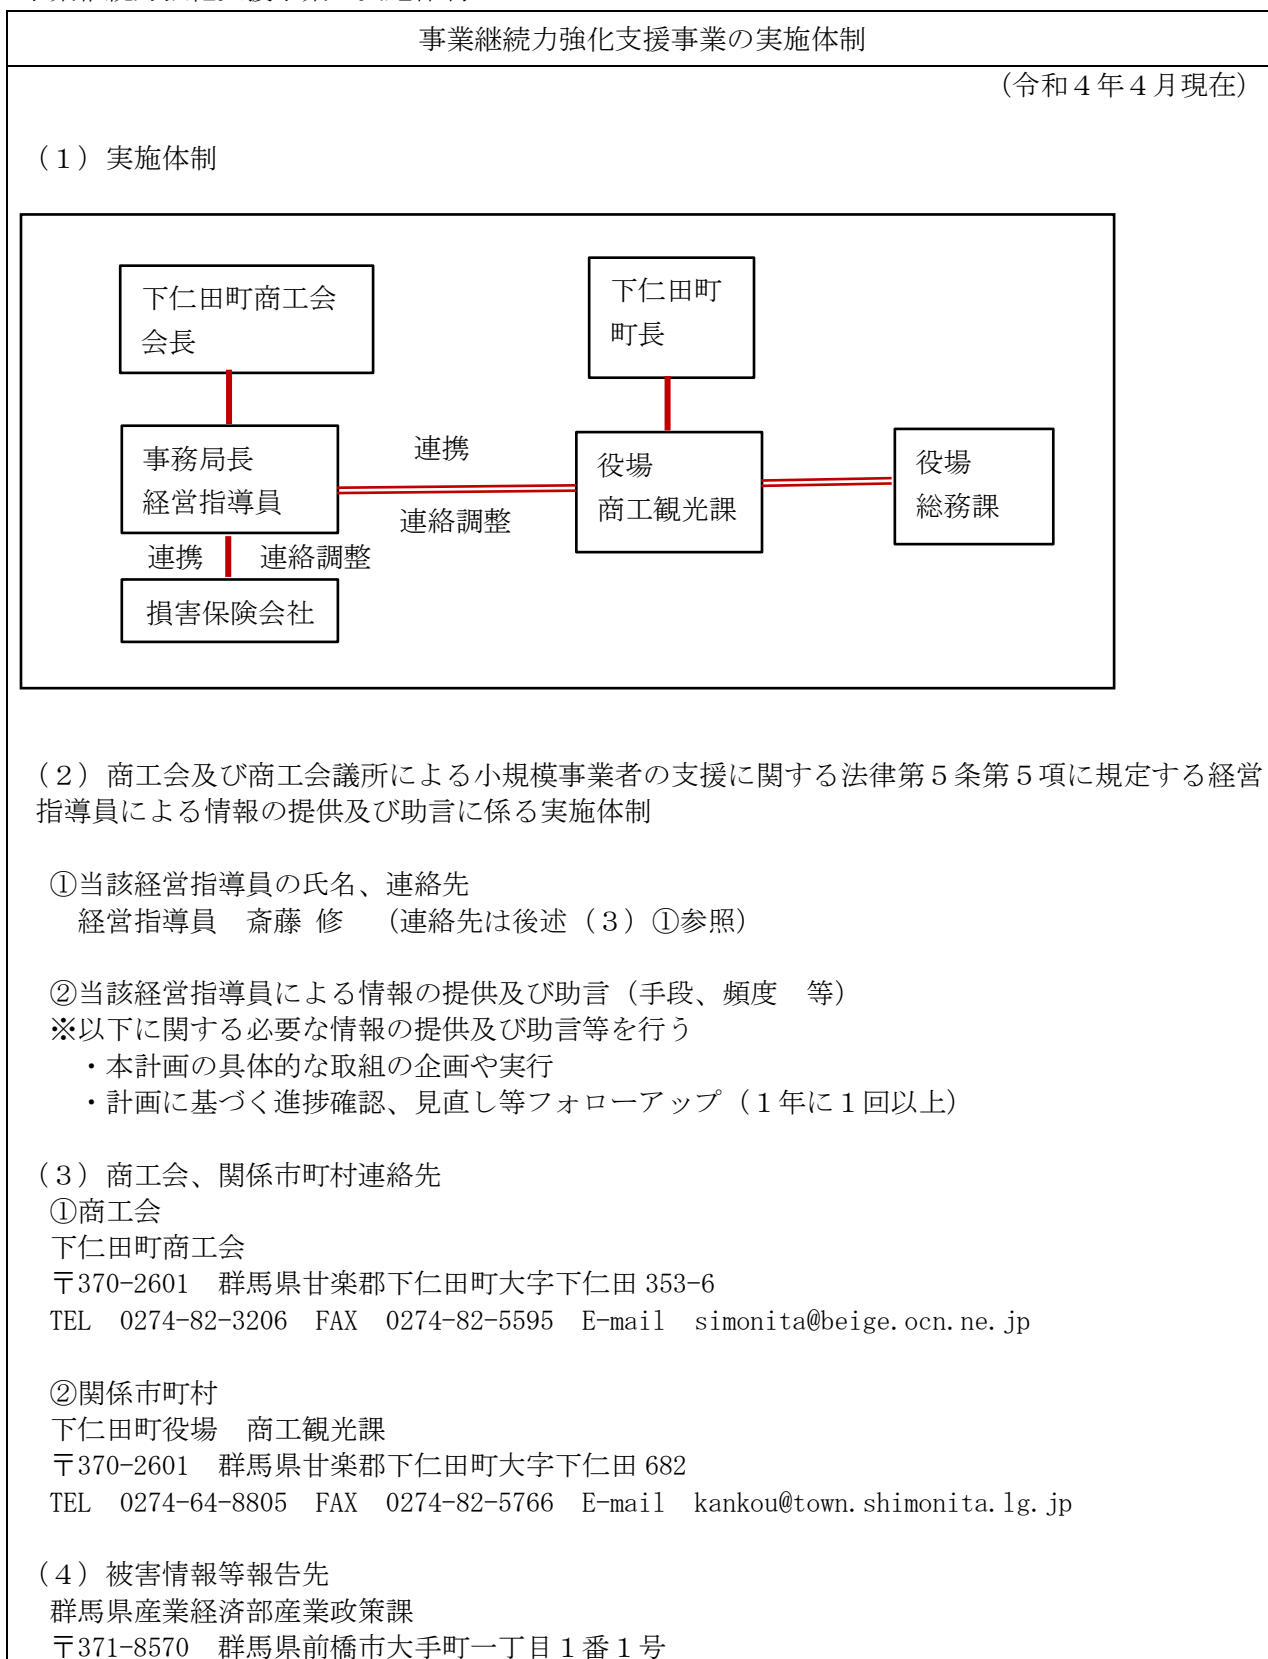 事業継続力強化支援事業の実施体制
（令和４年４月現在）
（１）実施体制
下仁田町商工会
会長
下仁田町
町長
事務局長
経営指導員
連携
連絡調整
役場
商工観光課
役場
総務課
連携　連絡調整
損害保険会社
（２）商工会及び商工会議所による小規模事業者の支援に関する法律第５条第５項に規定する経営
指導員による情報の提供及び助言に係る実施体制
①当該経営指導員の氏名、連絡先
経営指導員　斎藤 修　（連絡先は後述（３）①参照）
②当該経営指導員による情報の提供及び助言（手段、頻度　等）
※以下に関する必要な情報の提供及び助言等を行う
・本計画の具体的な取組の企画や実行
・計画に基づく進捗確認、見直し等フォローアップ（１年に１回以上）
（３）商工会、関係市町村連絡先
①商工会
下仁田町商工会
〒370-2601　群馬県甘楽郡下仁田町大字下仁田 353-6
TEL　0274-82-3206　FAX　0274-82-5595　E-mail　simonita@beige.ocn.ne.jp
②関係市町村
下仁田町役場　商工観光課
〒370-2601　群馬県甘楽郡下仁田町大字下仁田 682
TEL　0274-64-8805　FAX　0274-82-5766　E-mail　kankou@town.shimonita.lg.jp
（４）被害情報等報告先
群馬県産業経済部産業政策課
〒371-8570　群馬県前橋市大手町一丁目１番１号